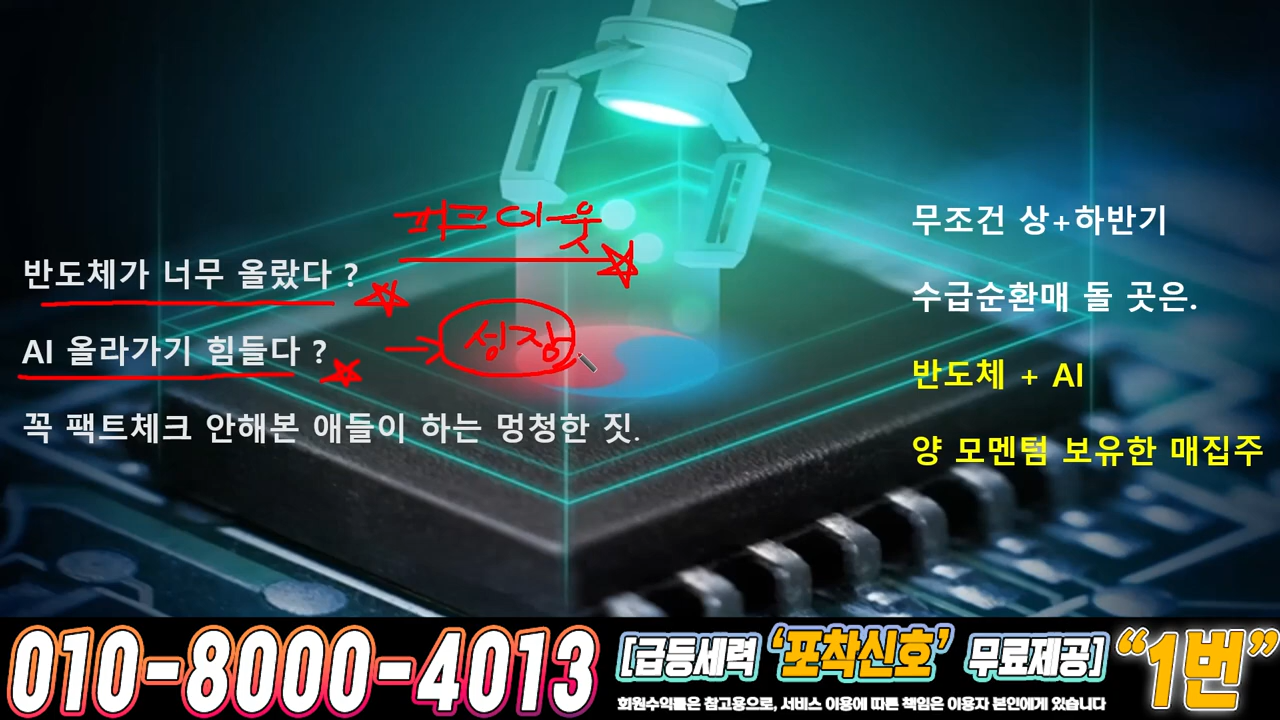 피크이웃
반도체가 너무 올랐다 ?
AI 올라가기 힘들다 ?
성장
꼭 팩트체크 안해본 애들이 하는 멍청한 짓.
무조건 상+하반기
수급순환매 돌 곳은.
반도체 + AI
양 모멘텀 보유한 매집주
010-8000-4013
[급등세력 ‘포착신호’ 무료제공] “1번”
회원수익률은 참고용으로, 서비스 이용에 따른 책임은 이용자 본인에게 있습니다